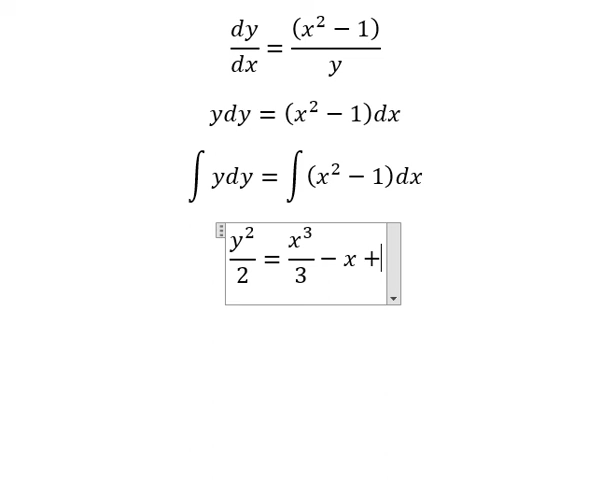 dy/dx = (x² − 1)/y
ydy = (x² − 1)dx
∫ ydy = ∫ (x² − 1)dx
y²/2 = x³/3 − x +